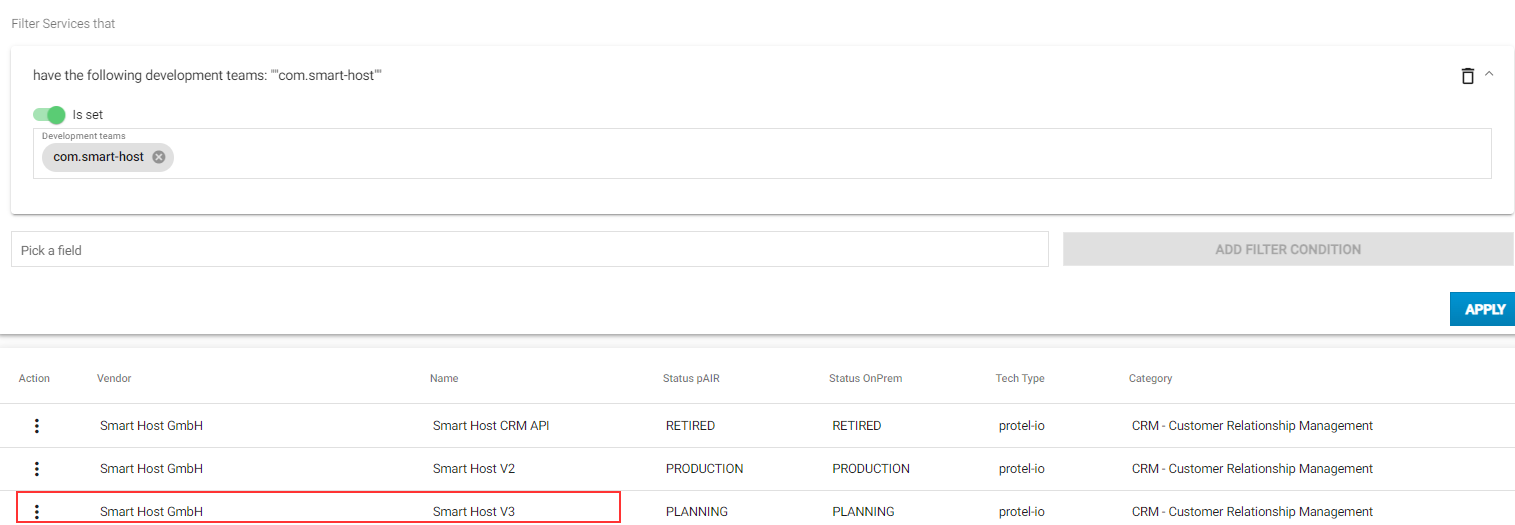 Filter Services that
have the following development teams: ""com.smart-host""
Is set
Development teams
com.smart-host
Pick a field
ADD FILTER CONDITION
APPLY
Action Vendor Name Status pAIR Status OnPrem Tech Type Category
Smart Host GmbH Smart Host CRM API RETIRED RETIRED protel-io CRM - Customer Relationship Management
Smart Host GmbH Smart Host V2 PRODUCTION PRODUCTION protel-io CRM - Customer Relationship Management
Smart Host GmbH Smart Host V3 PLANNING PLANNING protel-io CRM - Customer Relationship Management